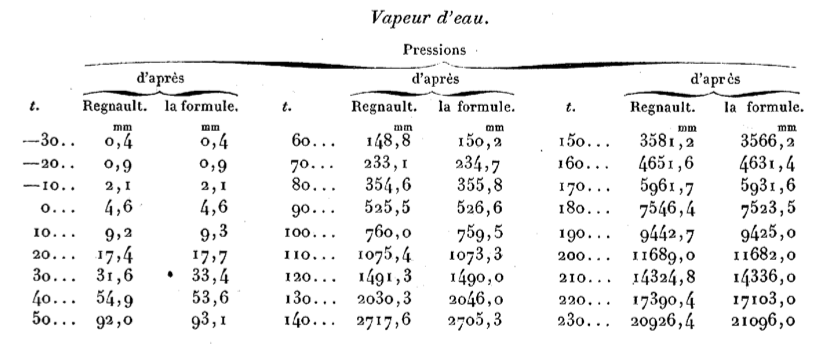 Vapeur d'eau.
Pressions
d'après d'après d'après
t. Regnault. la formule. t. Regnault. la formule. t. Regnault. la formule.
mm mm mm mm mm mm
—30.. 0,4 0,4 60... 148,8 150,2 150... 3581,2 3566,2
—20.. 0,9 0,9 70... 233,1 234,7 160... 4651,6 4631,4
—10.. 2,1 2,1 80... 354,6 355,8 170... 5961,7 5931,6
0... 4,6 4,6 90... 525,5 526,6 180... 7546,4 7523,5
10... 9,2 9,3 100... 760,0 759,5 190... 9442,7 9425,0
20... 17,4 17,7 110... 1075,4 1073,3 200... 11689,0 11682,0
30... 31,6 33,4 120... 1491,3 1490,0 210... 14324,8 14336,0
40... 54,9 53,6 130... 2030,3 2046,0 220... 17390,4 17103,0
50... 92,0 93,1 140... 2717,6 2705,3 230... 20926,4 21096,0